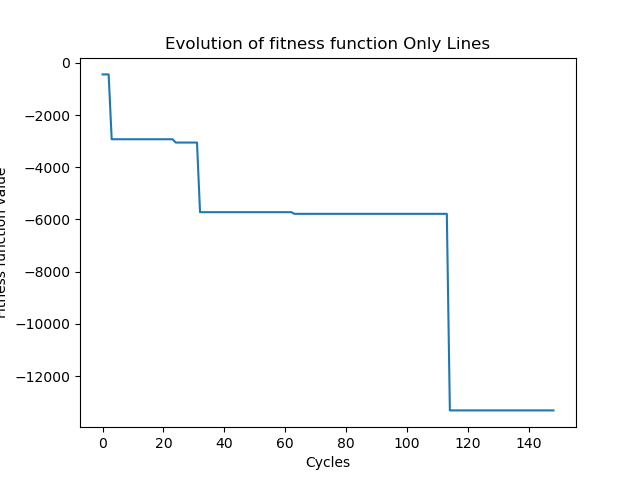 Evolution of fitness function Only Lines
0
−2000
−4000
−6000
−8000
−10000
−12000
Fitness function value
0 20 40 60 80 100 120 140
Cycles